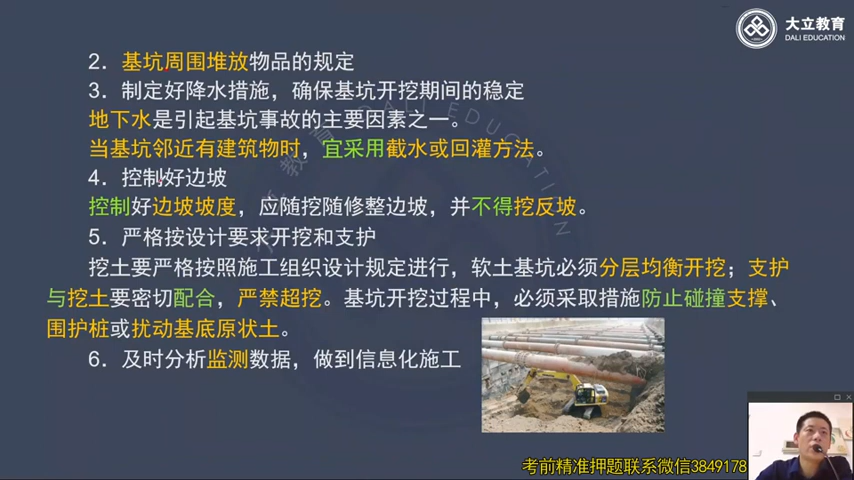 大立教育
DALI EDUCATION
2．基坑周围堆放物品的规定
3．制定好降水措施，确保基坑开挖期间的稳定
地下水是引起基坑事故的主要因素之一。
当基坑邻近有建筑物时，宜采用截水或回灌方法。
4．控制好边坡
控制好边坡坡度，应随挖随修整边坡，并不得挖反坡。
5．严格按设计要求开挖和支护
挖土要严格按照施工组织设计规定进行，软土基坑必须分层均衡开挖；支护
与挖土要密切配合，严禁超挖。基坑开挖过程中，必须采取措施防止碰撞支撑、
围护桩或扰动基底原状土。
6．及时分析监测数据，做到信息化施工
考前精准押题联系微信3849178